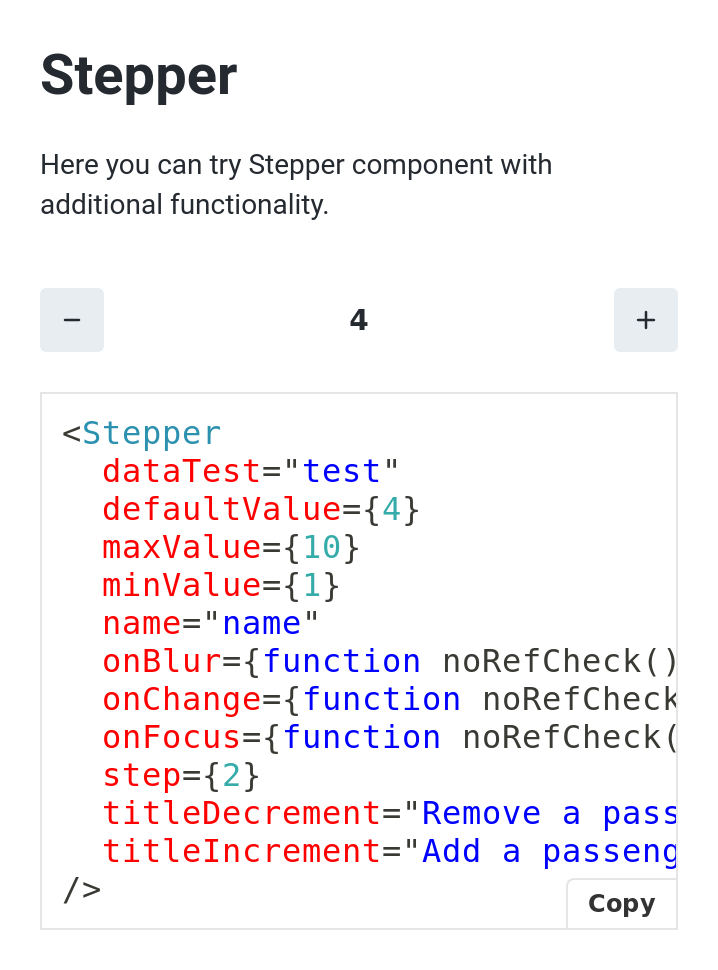 Stepper
Here you can try Stepper component with
additional functionality.
− 4 +
<Stepper
  dataTest="test"
  defaultValue={4}
  maxValue={10}
  minValue={1}
  name="name"
  onBlur={function noRefCheck()
  onChange={function noRefCheck
  onFocus={function noRefCheck(
  step={2}
  titleDecrement="Remove a pass
  titleIncrement="Add a passeng
/>
Copy